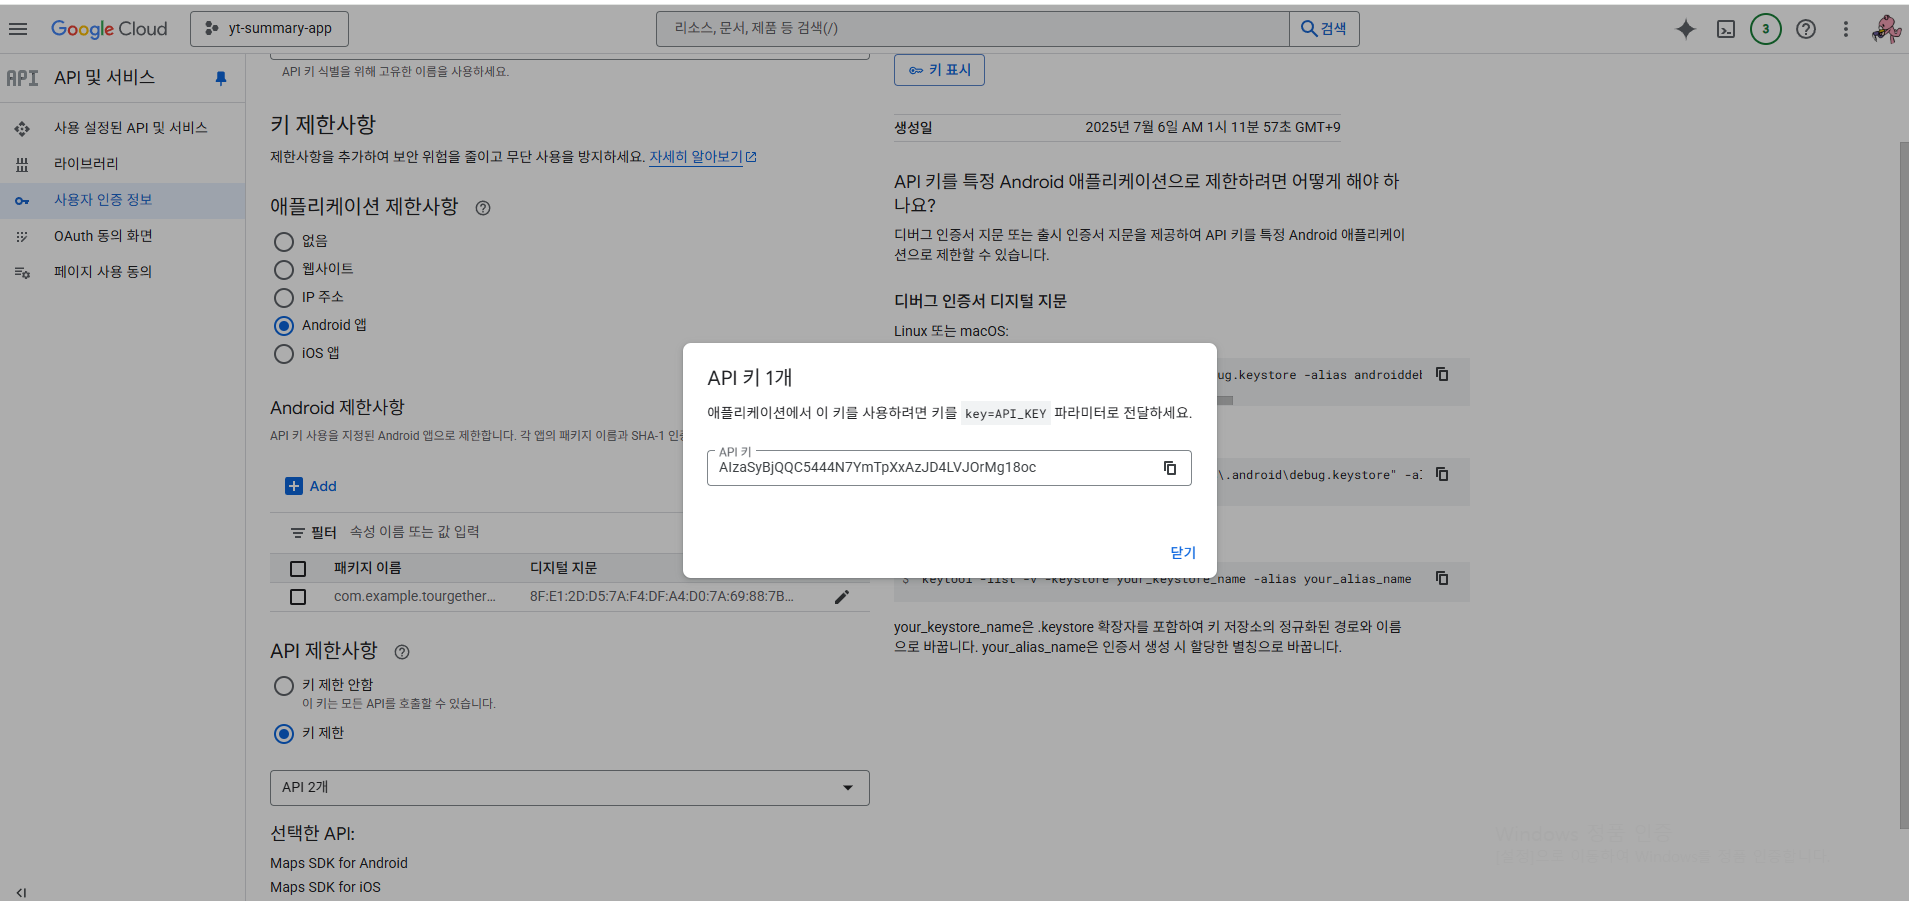 Google Cloud
yt-summary-app
리소스, 문서, 제품 등 검색(/)
검색
3
API API 및 서비스
사용 설정된 API 및 서비스
라이브러리
사용자 인증 정보
OAuth 동의 화면
페이지 사용 동의
API 키 식별을 위해 고유한 이름을 사용하세요.
키 제한사항
제한사항을 추가하여 보안 위험을 줄이고 무단 사용을 방지하세요. 자세히 알아보기
애플리케이션 제한사항
없음
웹사이트
IP 주소
Android 앱
iOS 앱
Android 제한사항
API 키 사용을 지정된 Android 앱으로 제한합니다. 각 앱의 패키지 이름과 SHA-1 인증
Add
필터 속성 이름 또는 값 입력
패키지 이름 디지털 지문
com.example.tourgether... 8F:E1:2D:D5:7A:F4:DF:A4:D0:7A:69:88:7B...
API 제한사항
키 제한 안함
이 키는 모든 API를 호출할 수 있습니다.
키 제한
API 2개
선택한 API:
Maps SDK for Android
Maps SDK for iOS
키 표시
생성일 2025년 7월 6일 AM 1시 11분 57초 GMT+9
API 키를 특정 Android 애플리케이션으로 제한하려면 어떻게 해야 하
나요?
디버그 인증서 지문 또는 출시 인증서 지문을 제공하여 API 키를 특정 Android 애플리케이
션으로 제한할 수 있습니다.
디버그 인증서 디지털 지문
Linux 또는 macOS:
ug.keystore -alias androiddeb
\.android\debug.keystore" -a
$ keytool -list -v -keystore your_keystore_name -alias your_alias_name
your_keystore_name은 .keystore 확장자를 포함하여 키 저장소의 정규화된 경로와 이름
으로 바꿉니다. your_alias_name은 인증서 생성 시 할당한 별칭으로 바꿉니다.
API 키 1개
애플리케이션에서 이 키를 사용하려면 키를 key=API_KEY 파라미터로 전달하세요.
API 키
AIzaSyBjQQC5444N7YmTpXxAzJD4LVJOrMg18oc
닫기